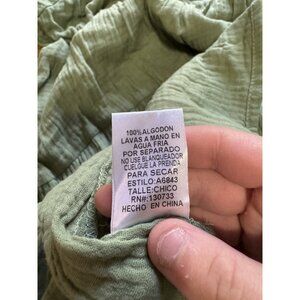 100%ALGODON
LAVAS A MANO EN
AGUA FRIA
POR SEPARADO
NO USE BLANQUEADOR
CUELGUE LA PRENDA
PARA SECAR
ESTILO:A6843
TALLE:CHICO
RN#:130733
HECHO EN CHINA